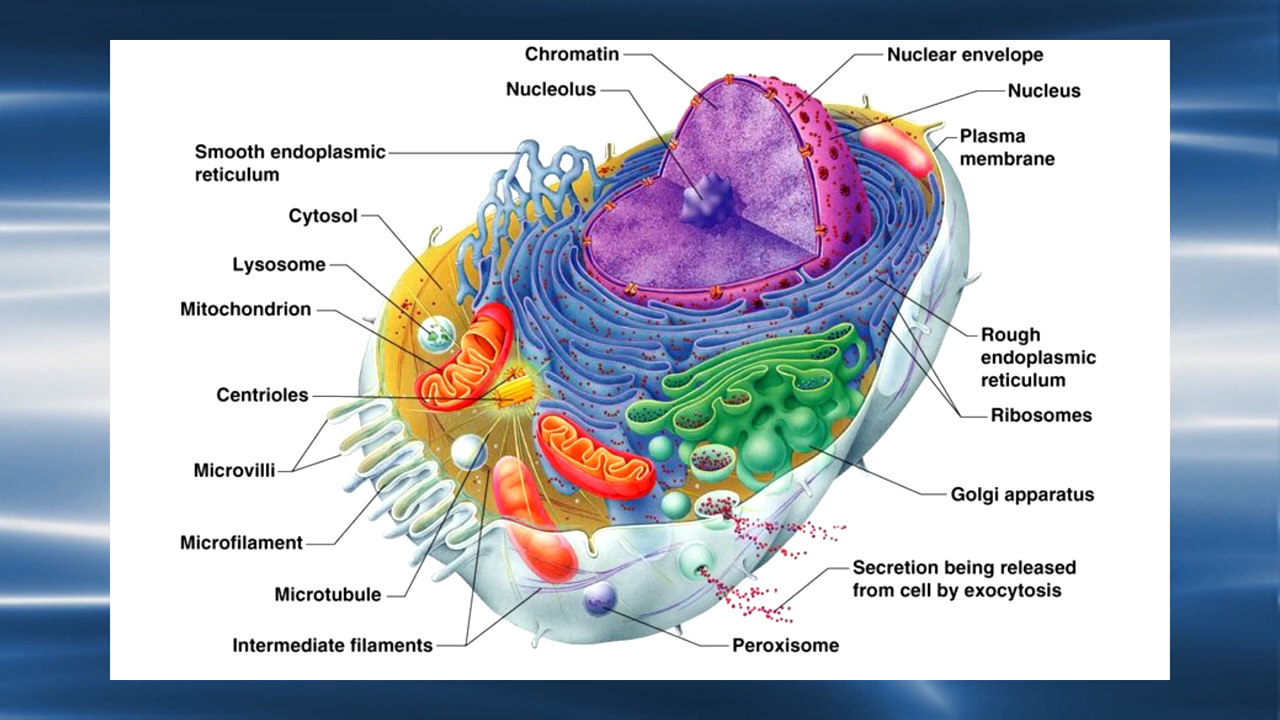 Chromatin
Nuclear envelope
Nucleolus
Nucleus
Plasma
membrane
Smooth endoplasmic
reticulum
Cytosol
Lysosome
Mitochondrion
Rough
endoplasmic
reticulum
Centrioles
Ribosomes
Microvilli
Golgi apparatus
Microfilament
Secretion being released
from cell by exocytosis
Microtubule
Intermediate filaments
Peroxisome